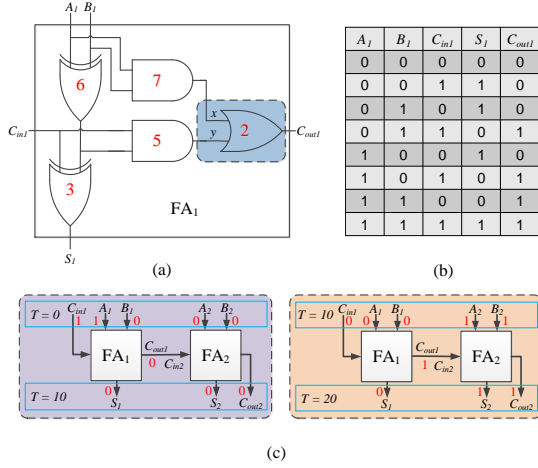 A1 B1
6
7
x
2
Cin1
y
Cout1
5
3
FA1
S1
(a)
A1 B1 Cin1 S1 Cout1
0 0 0 0 0
0 0 1 1 0
0 1 0 1 0
0 1 1 0 1
1 0 0 1 0
1 0 1 0 1
1 1 0 0 1
1 1 1 1 1
(b)
T = 0 Cin1 A1 B1 A2 B2
1 1 0 0 0
FA1 Cout1 FA2
0 Cin2
T = 10 0 0 0
S1 S2 Cout2
T = 10 Cin1 A1 B1 A2 B2
0 0 0 1 1
FA1 Cout1 FA2
1 Cin2
T = 20 0 1 1
S1 S2 Cout2
(c)